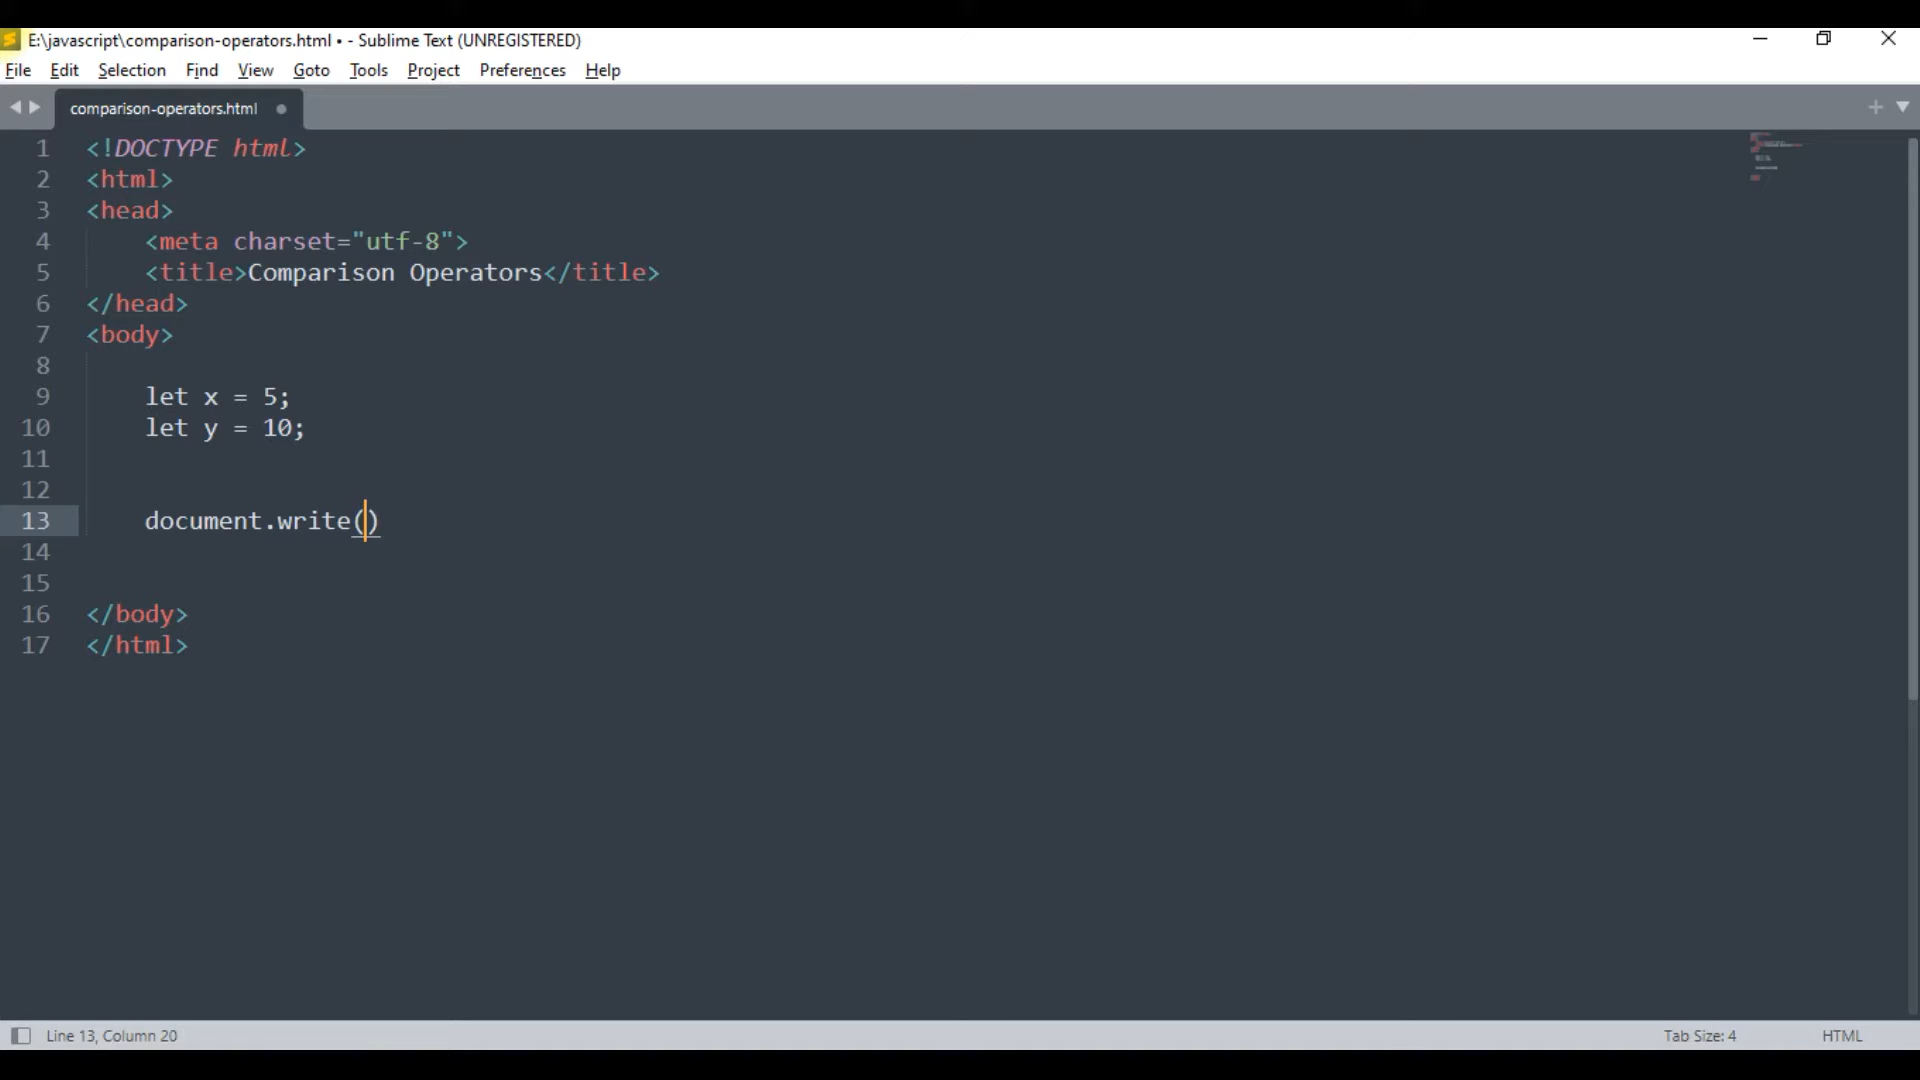 E:\javascript\comparison-operators.html • - Sublime Text (UNREGISTERED)
File Edit Selection Find View Goto Tools Project Preferences Help
comparison-operators.html
1 <!DOCTYPE html>
2 <html>
3 <head>
4 <meta charset="utf-8">
5 <title>Comparison Operators</title>
6 </head>
7 <body>
8
9 let x = 5;
10 let y = 10;
11
12
13 document.write()
14
15
16 </body>
17 </html>
Line 13, Column 20 Tab Size: 4 HTML